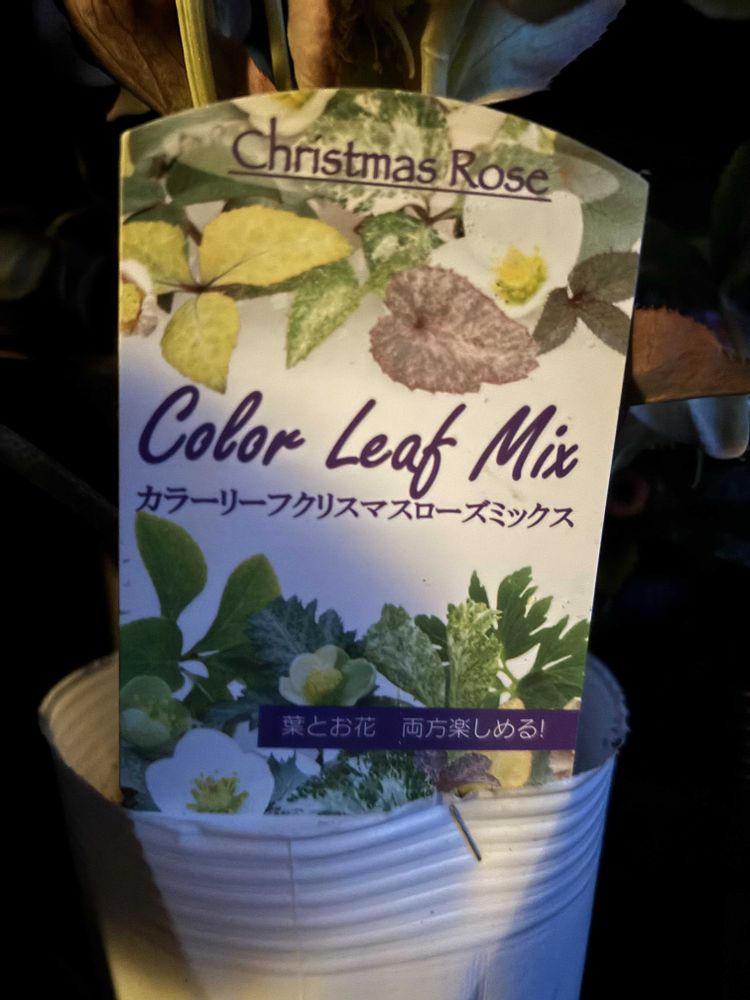 Christmas Rose
Color Leaf Mix
カラーリーフクリスマスローズミックス
葉とお花 両方楽しめる!